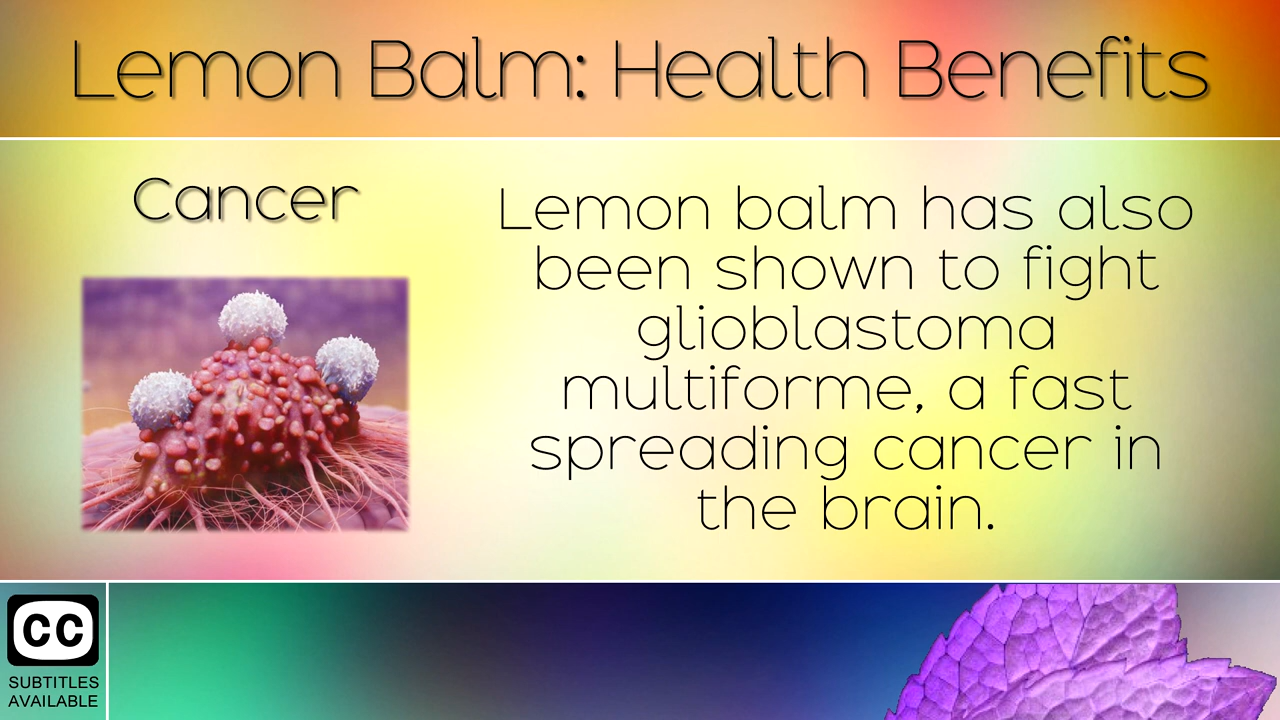 Lemon Balm: Health Benefits
Cancer
Lemon balm has also
been shown to fight
glioblastoma
multiforme, a fast
spreading cancer in
the brain.
CC
SUBTITLES
AVAILABLE